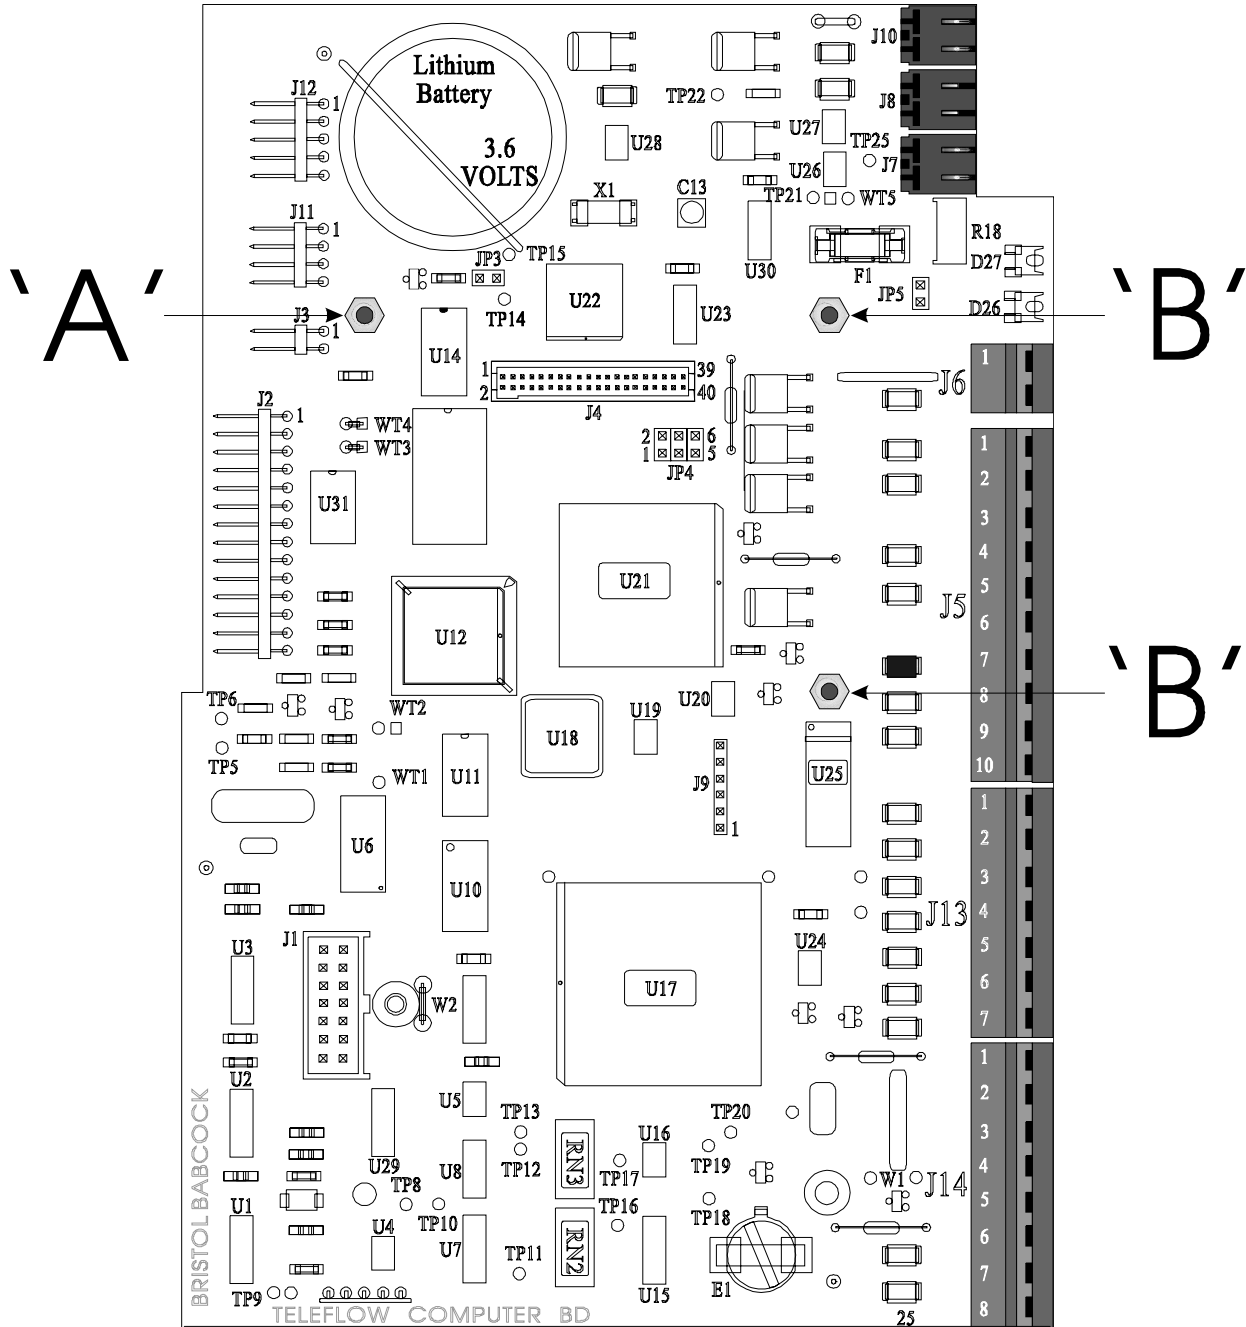 J10
Lithium
Battery
J12
1
TP22
J8
U27
TP25
U28
3.6
VOLTS
U26
J7
X1
C13
TP21
WT5
J11
1
R18
JP3
TP15
U30
F1
D27
'A'
'B'
U22
JP5
TP14
D26
J3
1
U23
U14
1
39
1
J6
2
40
J2
1
J4
WT4
2
6
1
WT3
1
5
2
JP4
U31
3
4
U21
5
J5
6
U12
7
'B'
TP6
U20
8
WT2
U19
9
U18
TP5
WT1
U11
J9
U25
10
1
1
2
U6
3
U10
4
J13
J1
U3
U24
5
6
W2
U17
7
1
U2
2
U5
TP13
TP20
3
U16
RN3
U8
TP12
TP17
TP19
4
U29
TP8
W1
J14
5
U1
TP16
TP18
TP10
U4
6
U7
RN2
TP11
7
TP9
U15
E1
8
25
BRISTOL BABCOCK
TELEFLOW COMPUTER BD